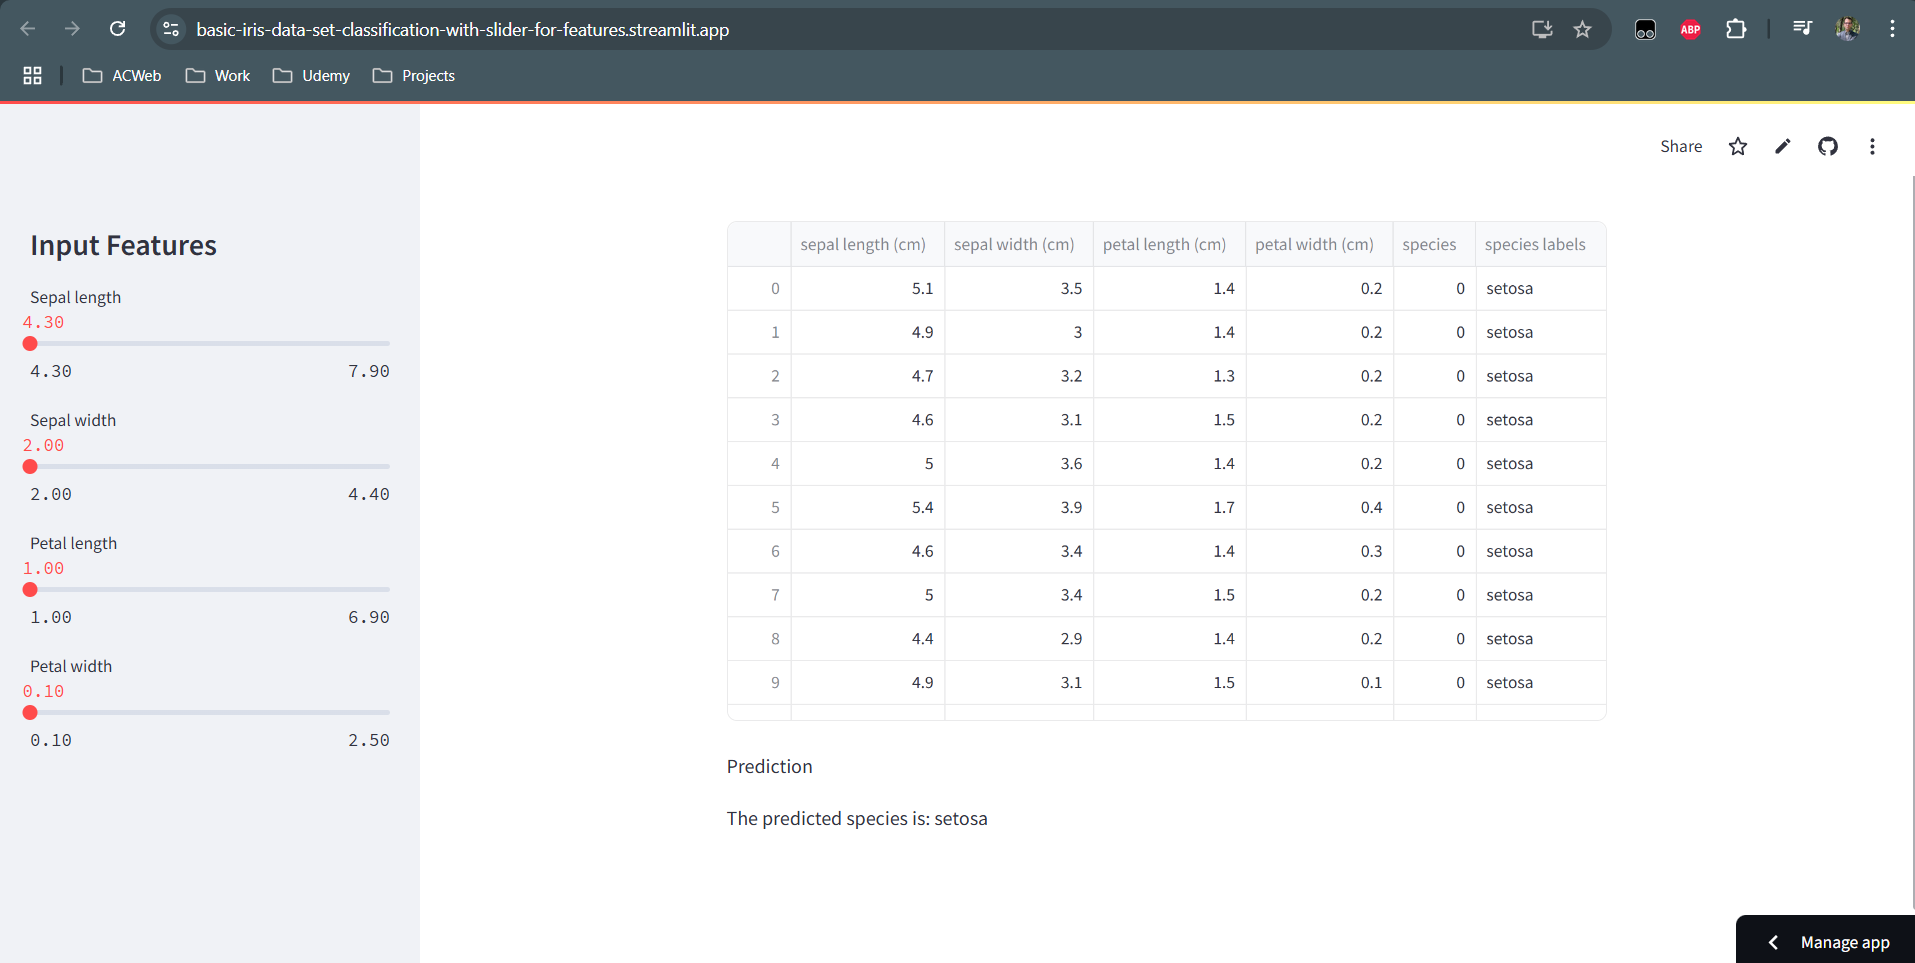 basic-iris-data-set-classification-with-slider-for-features.streamlit.app
ABP
ACWeb Work Udemy Projects
Share
Input Features
Sepal length
4.30
4.30 7.90
Sepal width
2.00
2.00 4.40
Petal length
1.00
1.00 6.90
Petal width
0.10
0.10 2.50
sepal length (cm) sepal width (cm) petal length (cm) petal width (cm) species species labels
0 5.1 3.5 1.4 0.2 0 setosa
1 4.9 3 1.4 0.2 0 setosa
2 4.7 3.2 1.3 0.2 0 setosa
3 4.6 3.1 1.5 0.2 0 setosa
4 5 3.6 1.4 0.2 0 setosa
5 5.4 3.9 1.7 0.4 0 setosa
6 4.6 3.4 1.4 0.3 0 setosa
7 5 3.4 1.5 0.2 0 setosa
8 4.4 2.9 1.4 0.2 0 setosa
9 4.9 3.1 1.5 0.1 0 setosa
Prediction
The predicted species is: setosa
Manage app